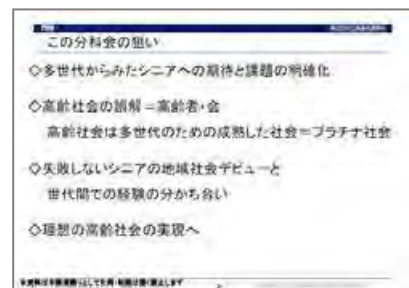 この分科会の狙い
◇多世代からみたシニアへの期待と課題の明確化
◇高齢社会の誤解=高齢者・会
高齢社会は多世代のための成熟した社会=プラチナ社会
◇失敗しないシニアの地域社会デビューと
世代間での経験の分かち合い
◇理想の高齢社会の実現へ